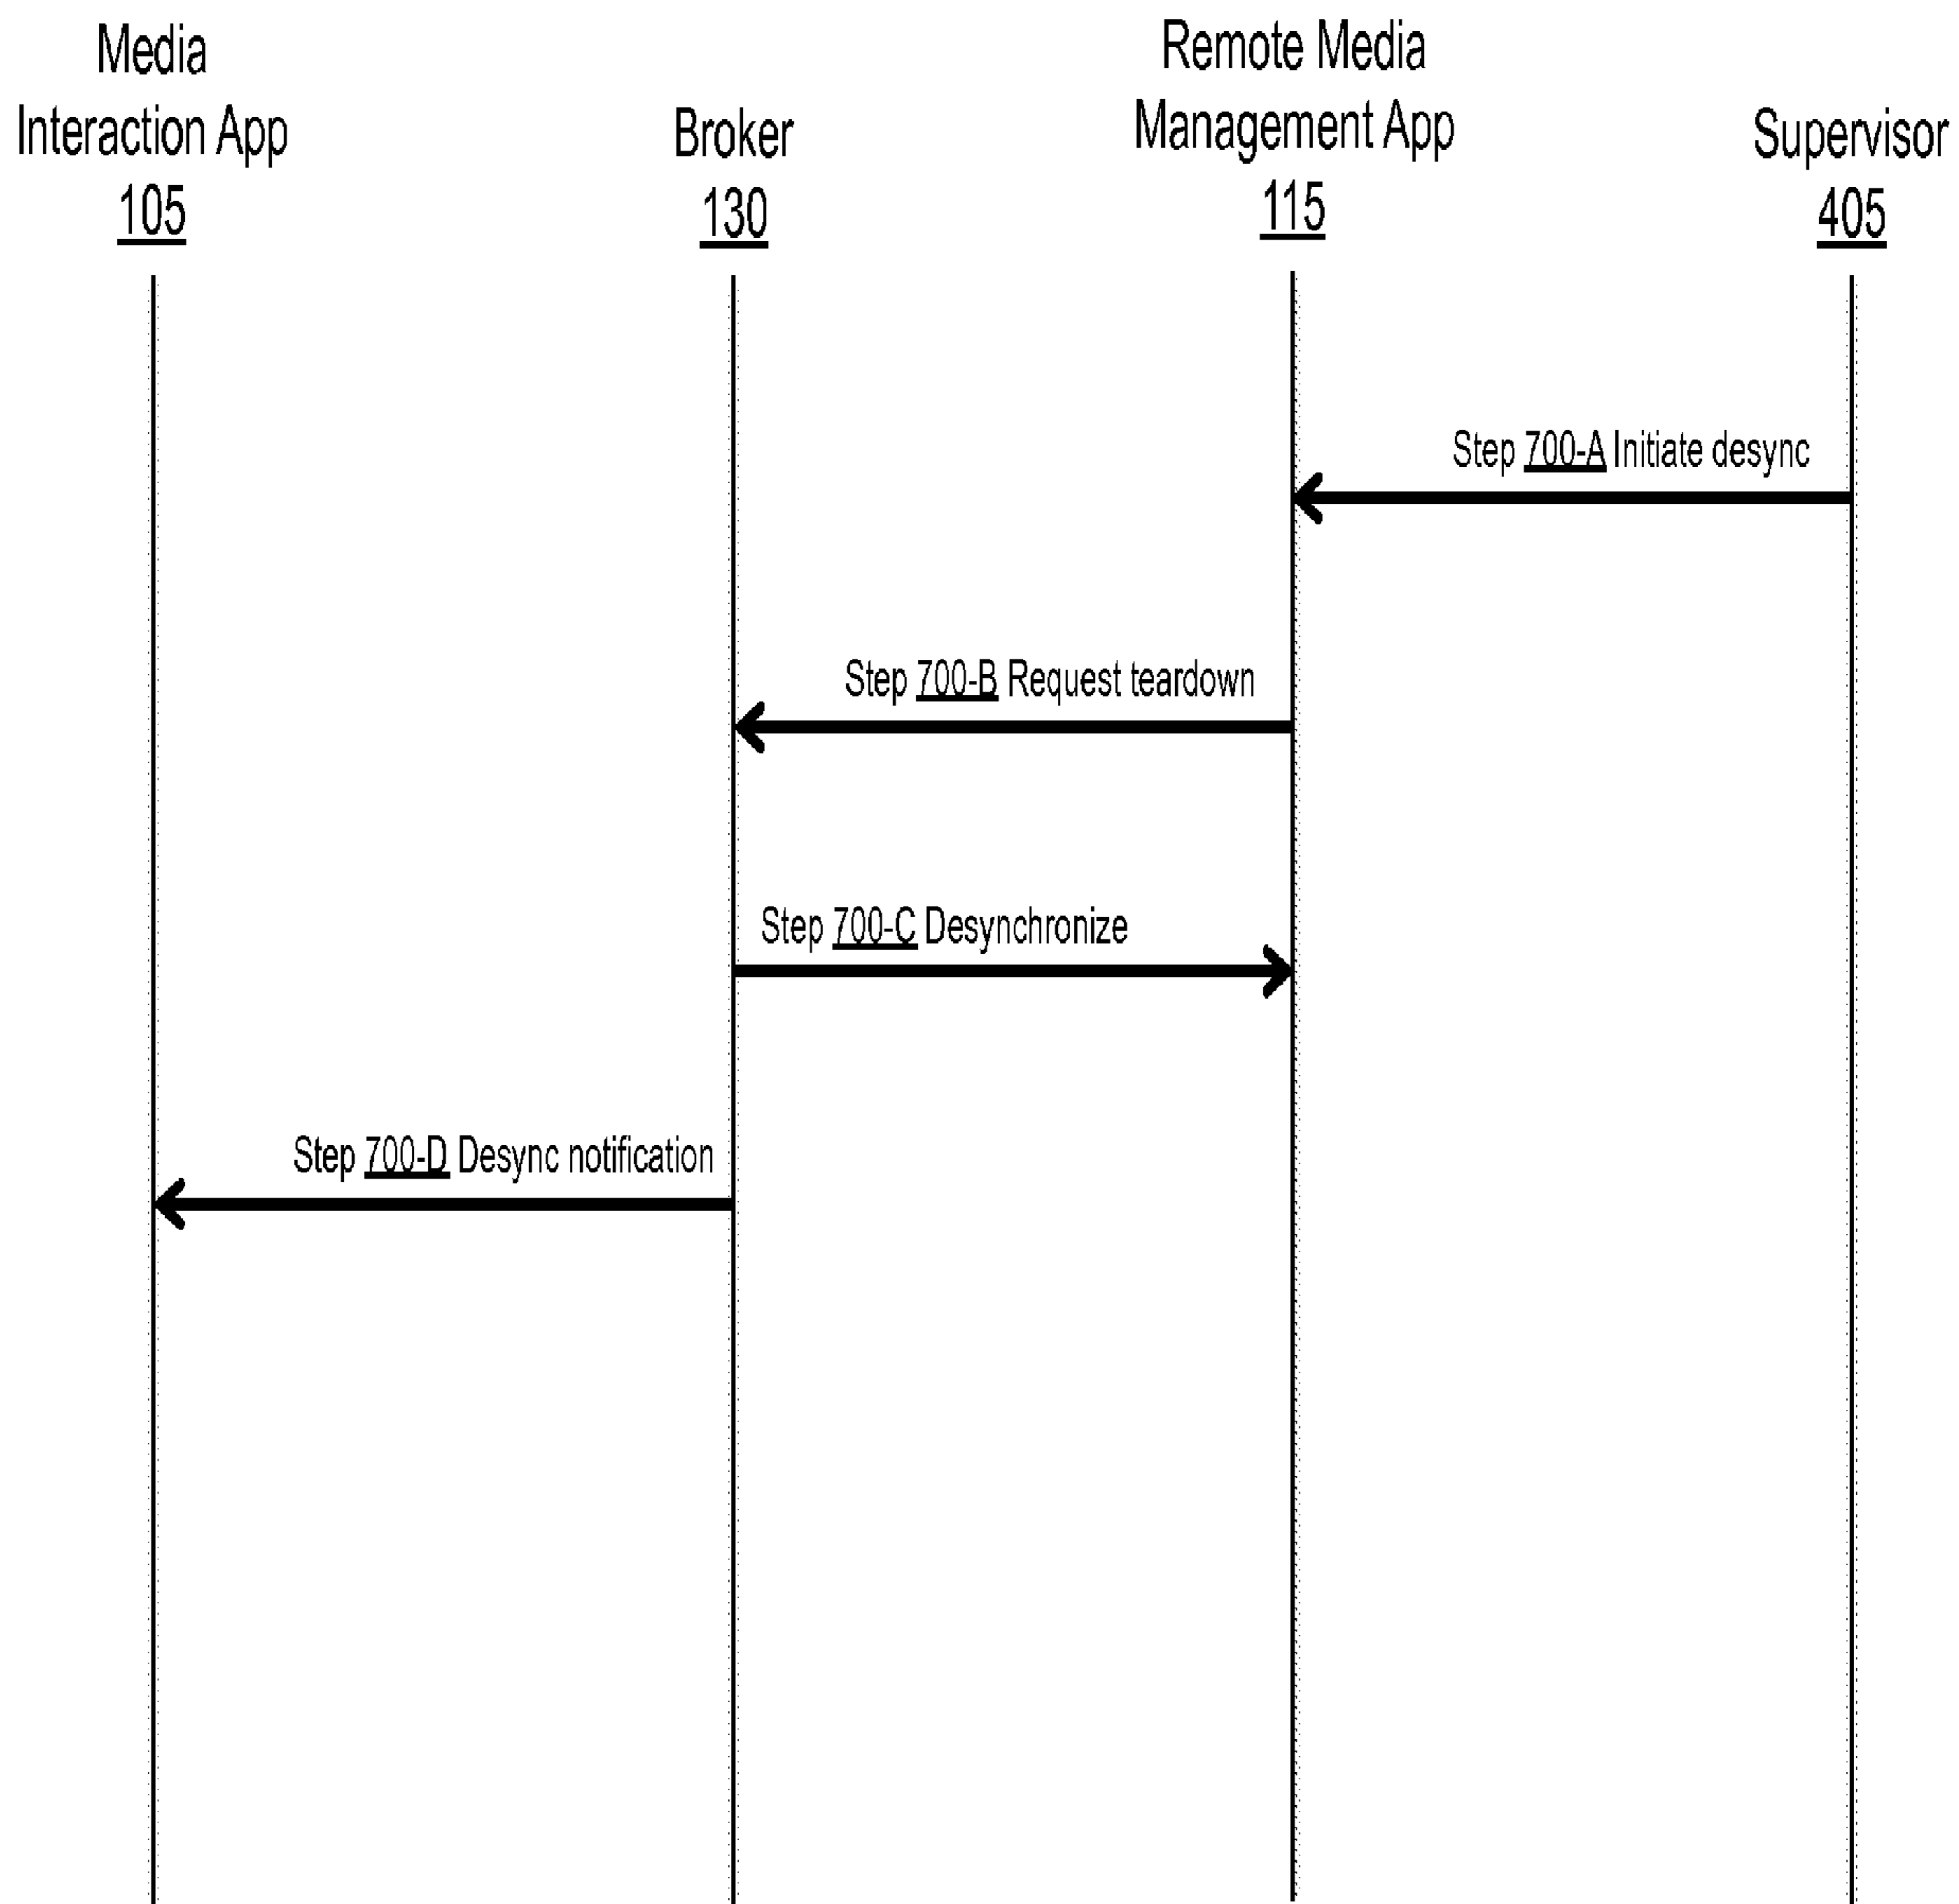 Media
Interaction App
105
Broker
130
Remote Media
Management App
115
Supervisor
405
Step 700-A Initiate desync
Step 700-B Request teardown
Step 700-C Desynchronize
Step 700-D Desync notification